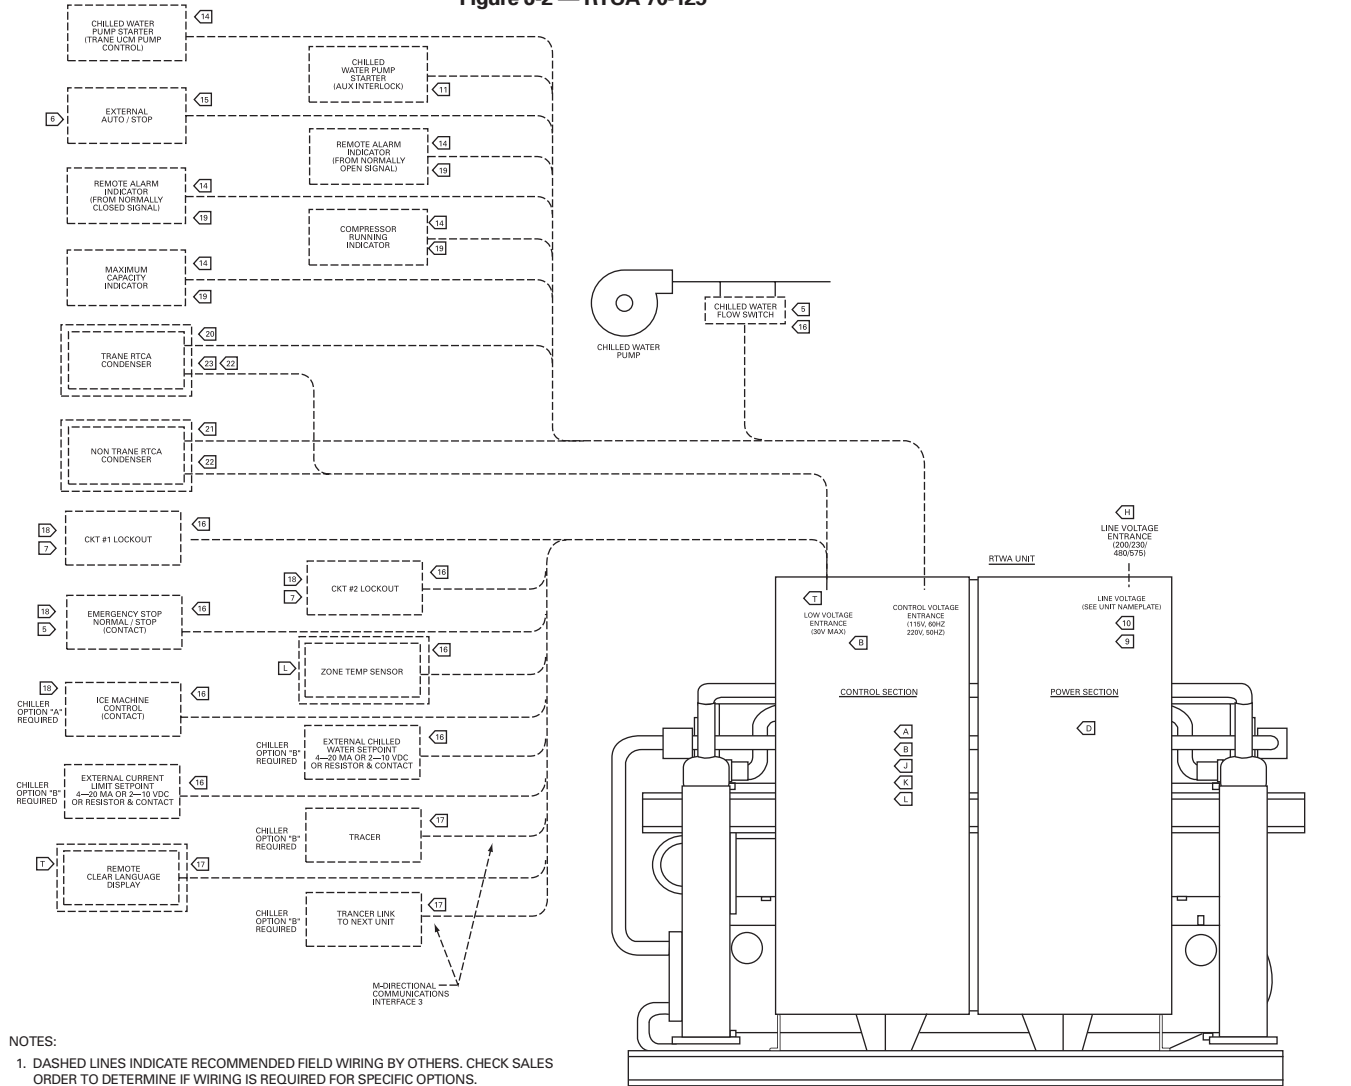 Figure J-2 — RTCA 70-125
CHILLED WATER
PUMP STARTER
(TRANE UCM PUMP
CONTROL)
14
CHILLED
WATER PUMP
STARTER
(AUX INTERLOCK)
11
6
EXTERNAL
AUTO / STOP
15
REMOTE ALARM
INDICATOR
(FROM NORMALLY
OPEN SIGNAL)
14
19
REMOTE ALARM
INDICATOR
(FROM NORMALLY
CLOSED SIGNAL)
14
19
COMPRESSOR
RUNNING
INDICATOR
14
19
MAXIMUM
CAPACITY
INDICATOR
14
19
CHILLED WATER
PUMP
CHILLED WATER
FLOW SWITCH
5
16
TRANE RTCA
CONDENSER
20
23 22
NON TRANE RTCA
CONDENSER
21
22
18
7
CKT #1 LOCKOUT
16
18
7
CKT #2 LOCKOUT
16
18
5
EMERGENCY STOP
NORMAL / STOP
(CONTACT)
16
L
ZONE TEMP SENSOR
16
18
CHILLER
OPTION "A"
REQUIRED
ICE MACHINE
CONTROL
(CONTACT)
16
CHILLER
OPTION "B"
REQUIRED
EXTERNAL CHILLED
WATER SETPOINT
4—20 MA OR 2—10 VDC
OR RESISTOR & CONTACT
16
CHILLER
OPTION "B"
REQUIRED
EXTERNAL CURRENT
LIMIT SETPOINT
4—20 MA OR 2—10 VDC
OR RESISTOR & CONTACT
16
CHILLER
OPTION "B"
REQUIRED
TRACER
17
T
REMOTE
CLEAR LANGUAGE
DISPLAY
17
CHILLER
OPTION "B"
REQUIRED
TRANCER LINK
TO NEXT UNIT
17
M-DIRECTIONAL
COMMUNICATIONS
INTERFACE 3
RTWA UNIT
H
LINE VOLTAGE
ENTRANCE
(200/230/
480/575)
T
LOW VOLTAGE
ENTRANCE
(30V MAX)
B
CONTROL VOLTAGE
ENTRANCE
(115V, 60HZ
220V, 50HZ)
LINE VOLTAGE
(SEE UNIT NAMEPLATE)
10
9
CONTROL SECTION
A
B
J
K
L
POWER SECTION
D
NOTES:
1. DASHED LINES INDICATE RECOMMENDED FIELD WIRING BY OTHERS. CHECK SALES
ORDER TO DETERMINE IF WIRING IS REQUIRED FOR SPECIFIC OPTIONS.